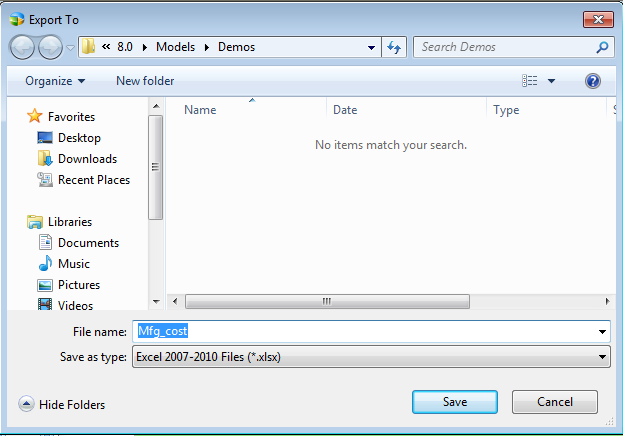 Export To
« 8.0 Models Demos
Search Demos
Organize New folder
Name Date Type S
No items match your search.
Favorites
Desktop
Downloads
Recent Places
Libraries
Documents
Music
Pictures
Videos
File name: Mfg_cost
Save as type: Excel 2007-2010 Files (*.xlsx)
Hide Folders
Save Cancel